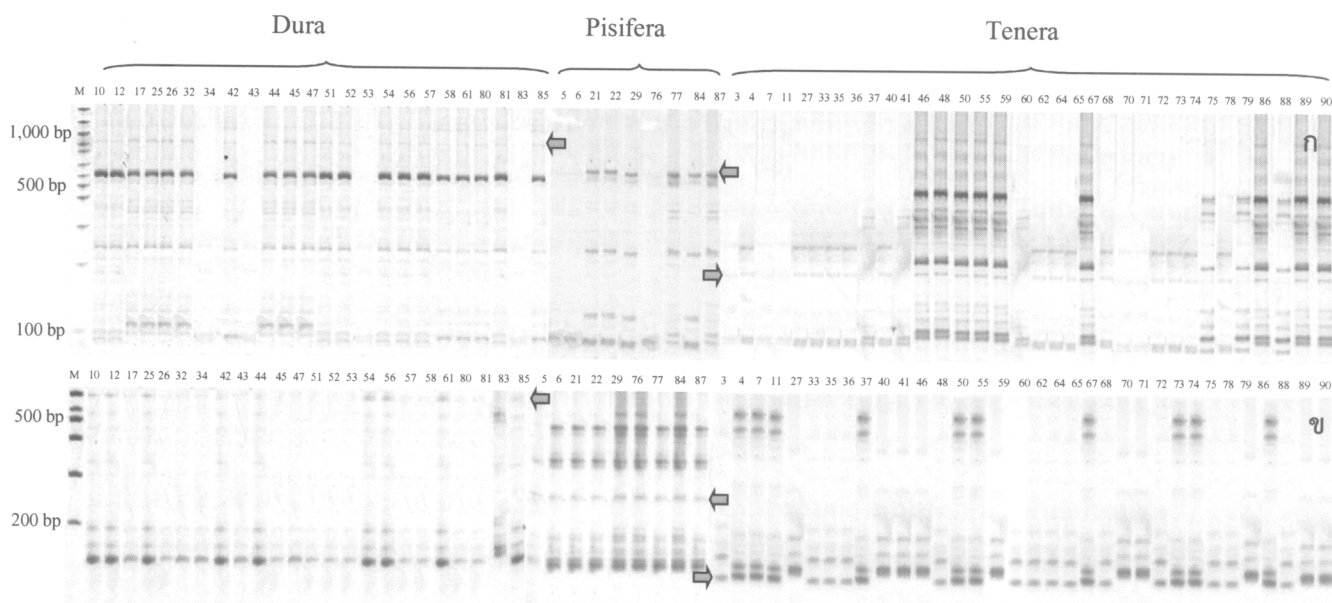 Dura Pisifera Tenera
M 10 12 17 25 26 32 34 42 43 44 45 47 51 52 53 54 56 57 58 60 80 81 83 85 5 6 21 22 29 76 77 84 87 3 4 7 11 27 33 35 36 37 40 41 46 48 50 55 59 60 62 64 65 67 68 70 71 72 73 74 75 78 79 86 88 89 90
1,000 bp
ก
500 bp
100 bp
M 10 12 17 25 26 32 34 42 43 44 45 47 51 52 53 54 56 57 58 61 80 81 83 85 5 6 21 22 29 76 77 84 87 3 4 7 11 27 33 35 36 37 40 41 46 48 50 55 59 60 62 64 65 67 68 70 71 72 73 74 75 78 79 86 88 89 90
500 bp
ข
200 bp